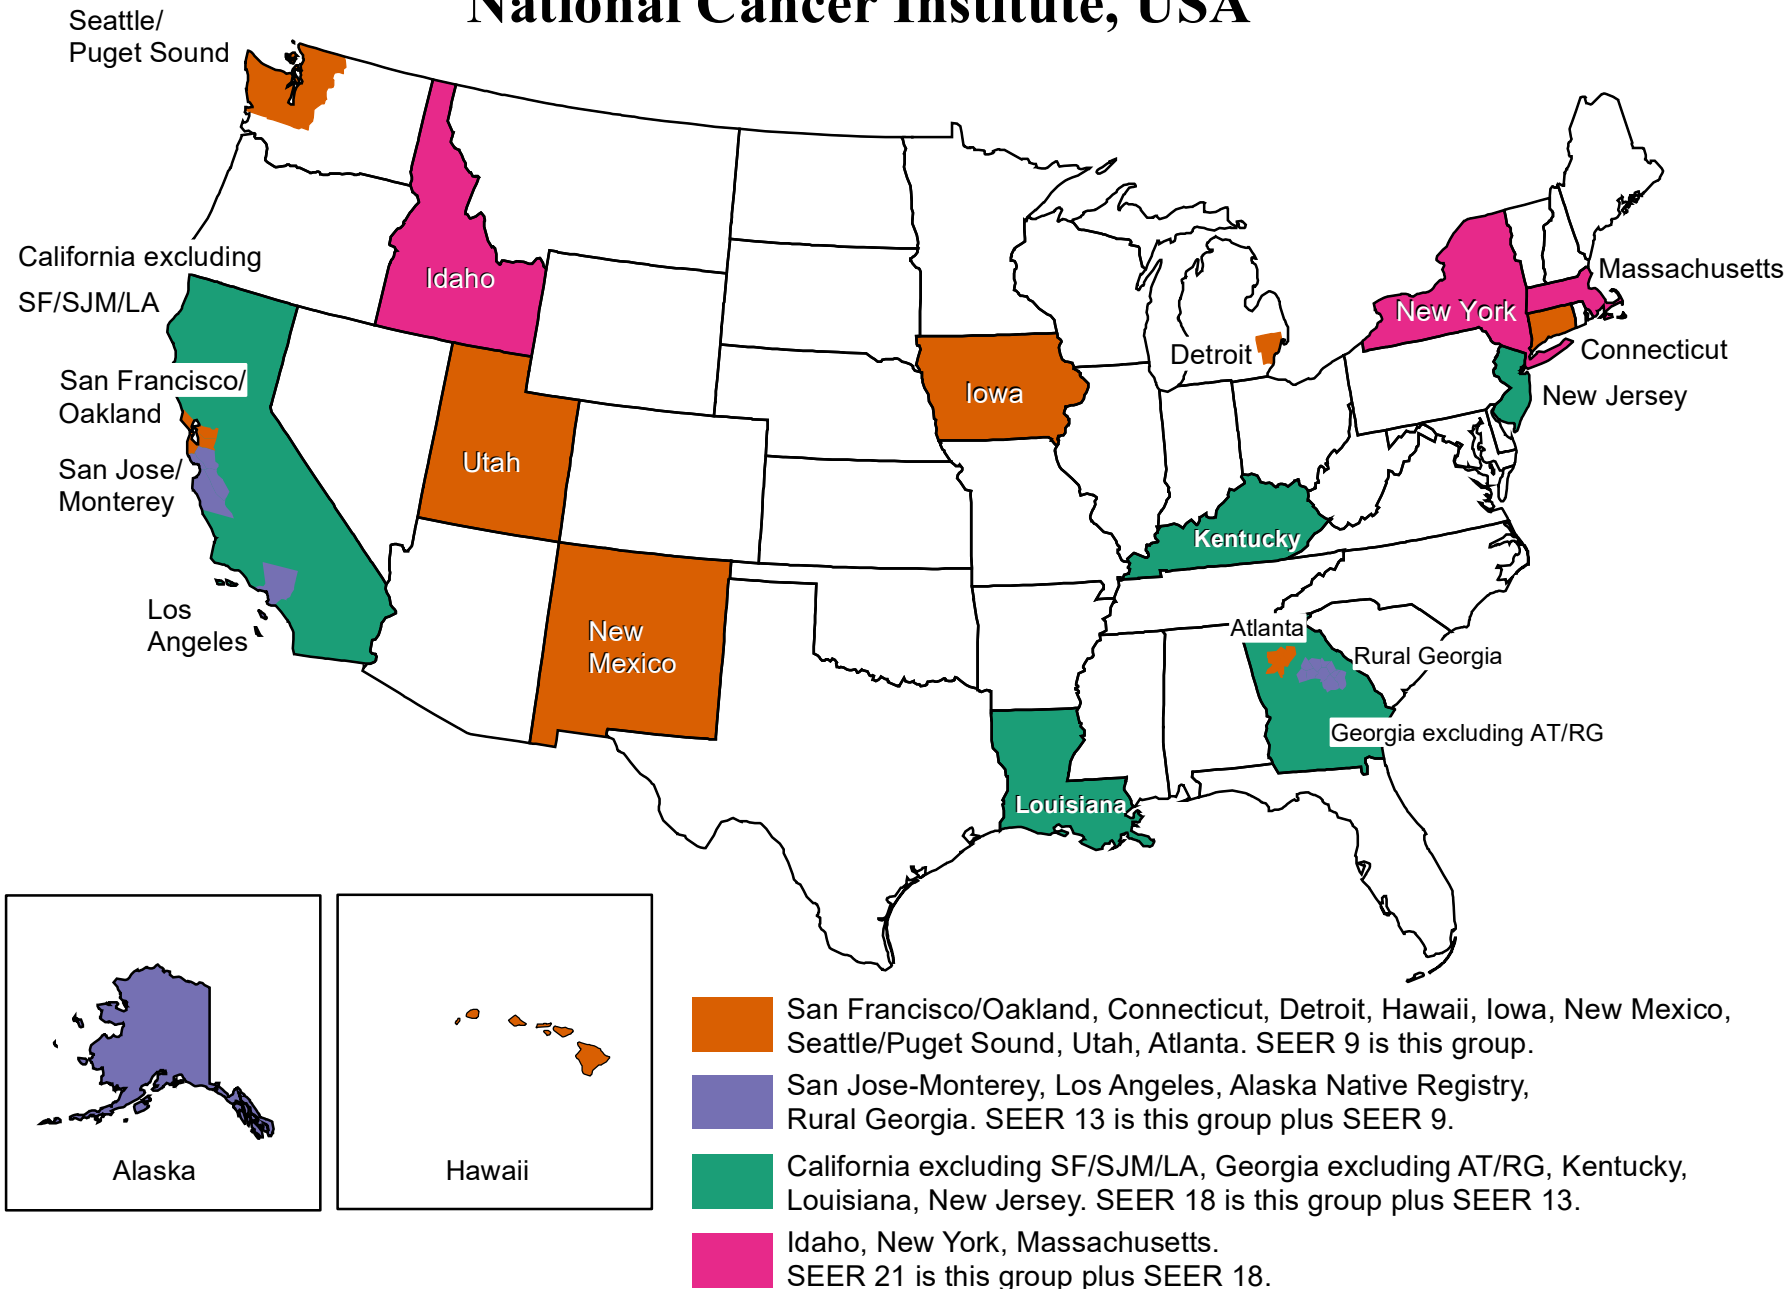 National Cancer Institute, USA
Seattle/
Puget Sound
California excluding
SF/SJM/LA
San Francisco/
Oakland
San Jose/
Monterey
Los
Angeles
Idaho
Utah
New
Mexico
Iowa
Detroit
New York
Massachusetts
Connecticut
New Jersey
Kentucky
Atlanta
Rural Georgia
Georgia excluding AT/RG
Louisiana
Alaska
Hawaii
San Francisco/Oakland, Connecticut, Detroit, Hawaii, Iowa, New Mexico,
Seattle/Puget Sound, Utah, Atlanta. SEER 9 is this group.
San Jose-Monterey, Los Angeles, Alaska Native Registry,
Rural Georgia. SEER 13 is this group plus SEER 9.
California excluding SF/SJM/LA, Georgia excluding AT/RG, Kentucky,
Louisiana, New Jersey. SEER 18 is this group plus SEER 13.
Idaho, New York, Massachusetts.
SEER 21 is this group plus SEER 18.